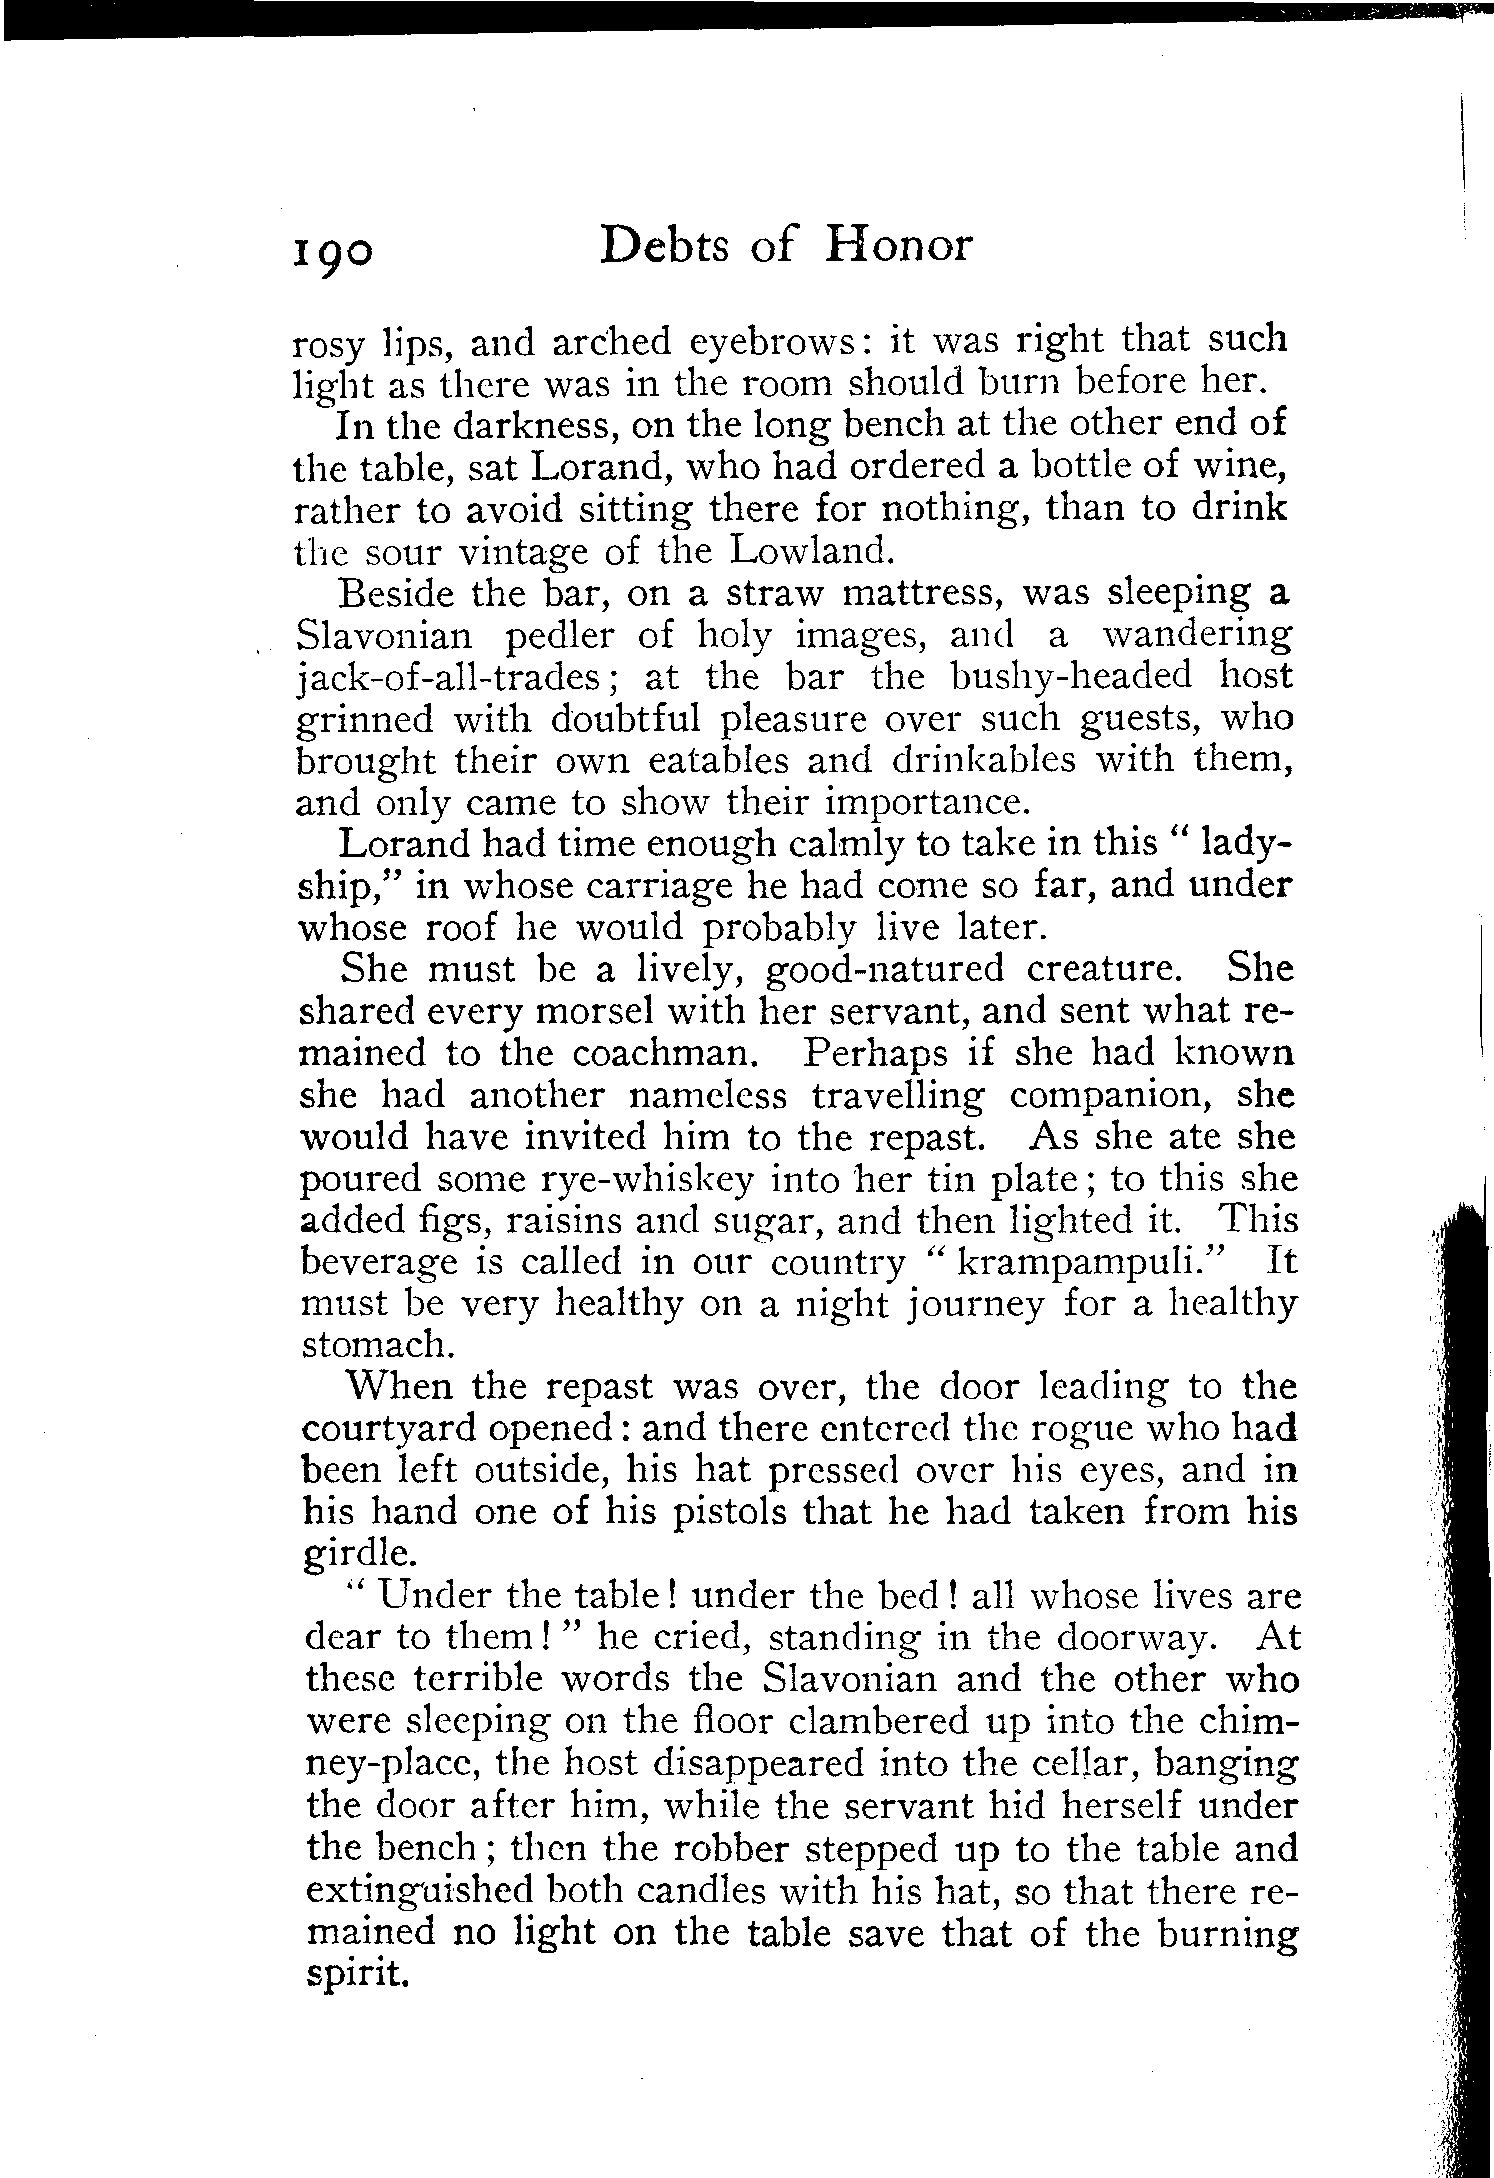 190 Debts of Honor
rosy lips, and arched eyebrows: it was right that such
light as there was in the room should burn before her.
In the darkness, on the long bench at the other end of
the table, sat Lorand, who had ordered a bottle of wine,
rather to avoid sitting there for nothing, than to drink
the sour vintage of the Lowland.
Beside the bar, on a straw mattress, was sleeping a
Slavonian pedler of holy images, and a wandering
jack-of-all-trades; at the bar the bushy-headed host
grinned with doubtful pleasure over such guests, who
brought their own eatables and drinkables with them,
and only came to show their importance.
Lorand had time enough calmly to take in this " lady-
ship," in whose carriage he had come so far, and under
whose roof he would probably live later.
She must be a lively, good-natured creature. She
shared every morsel with her servant, and sent what re-
mained to the coachman. Perhaps if she had known
she had another nameless travelling companion, she
would have invited him to the repast. As she ate she
poured some rye-whiskey into her tin plate; to this she
added figs, raisins and sugar, and then lighted it. This
beverage is called in our country " krampampuli." It
must be very healthy on a night journey for a healthy
stomach.
When the repast was over, the door leading to the
courtyard opened: and there entered the rogue who had
been left outside, his hat pressed over his eyes, and in
his hand one of his pistols that he had taken from his
girdle.
" Under the table! under the bed! all whose lives are
dear to them! " he cried, standing in the doorway. At
these terrible words the Slavonian and the other who
were sleeping on the floor clambered up into the chim-
ney-place, the host disappeared into the cellar, banging
the door after him, while the servant hid herself under
the bench; then the robber stepped up to the table and
extinguished both candles with his hat, so that there re-
mained no light on the table save that of the burning
spirit.